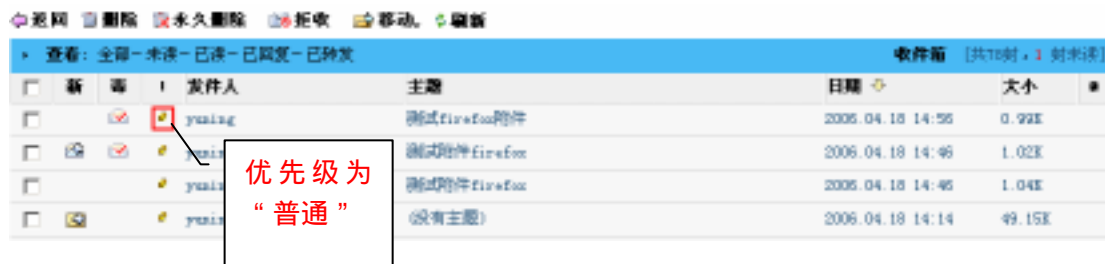 返回 删除 永久删除 拒收 移动. 刷新
查看: 全部-未读-已读-已回复-已转发 收件箱 [共78封,1 封未读]
新 毒 ! 发件人 主题 日期 大小
yuning 测试firefox附件 2006.04.18 14:56 0.99K
测试附件firefox 2006.04.18 14:46 1.02K
测试附件firefox 2006.04.18 14:46 1.04K
(没有主题) 2006.04.18 14:14 49.15K
优先级为
“普通”